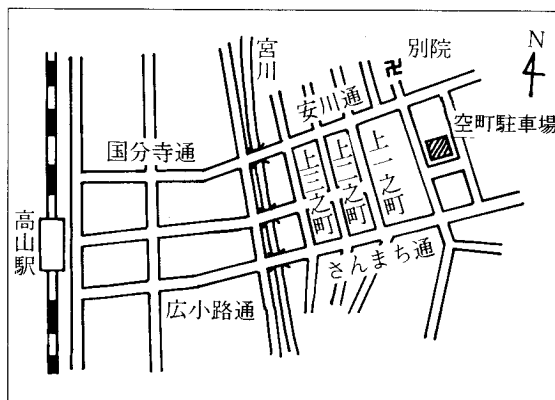 宮川
別院
N
安川通
空町駐車場
国分寺通
上三之町
上二之町
上一之町
高山駅
さんまち通
広小路通